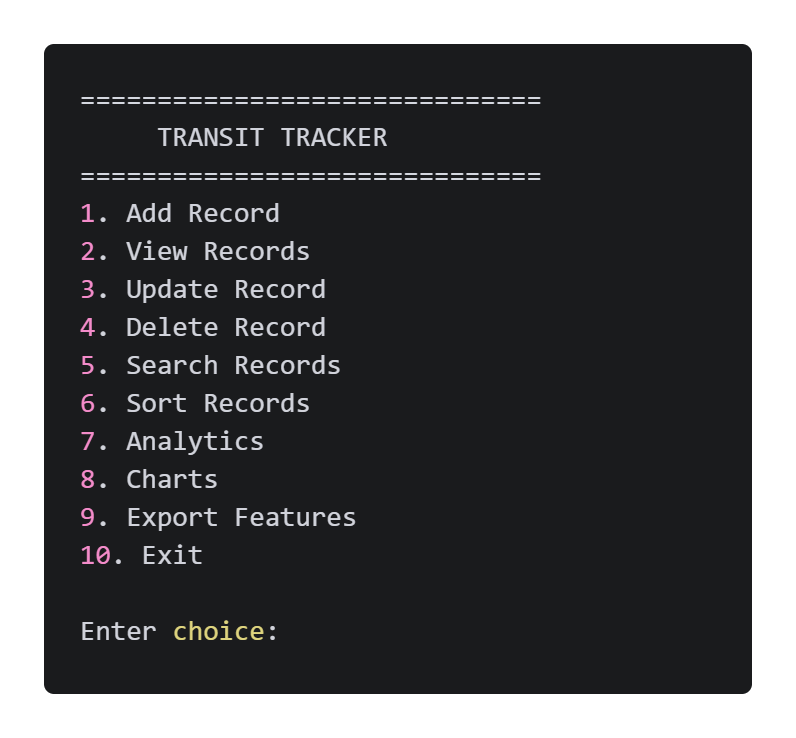 ==============================
TRANSIT TRACKER
==============================
1. Add Record
2. View Records
3. Update Record
4. Delete Record
5. Search Records
6. Sort Records
7. Analytics
8. Charts
9. Export Features
10. Exit
Enter choice: